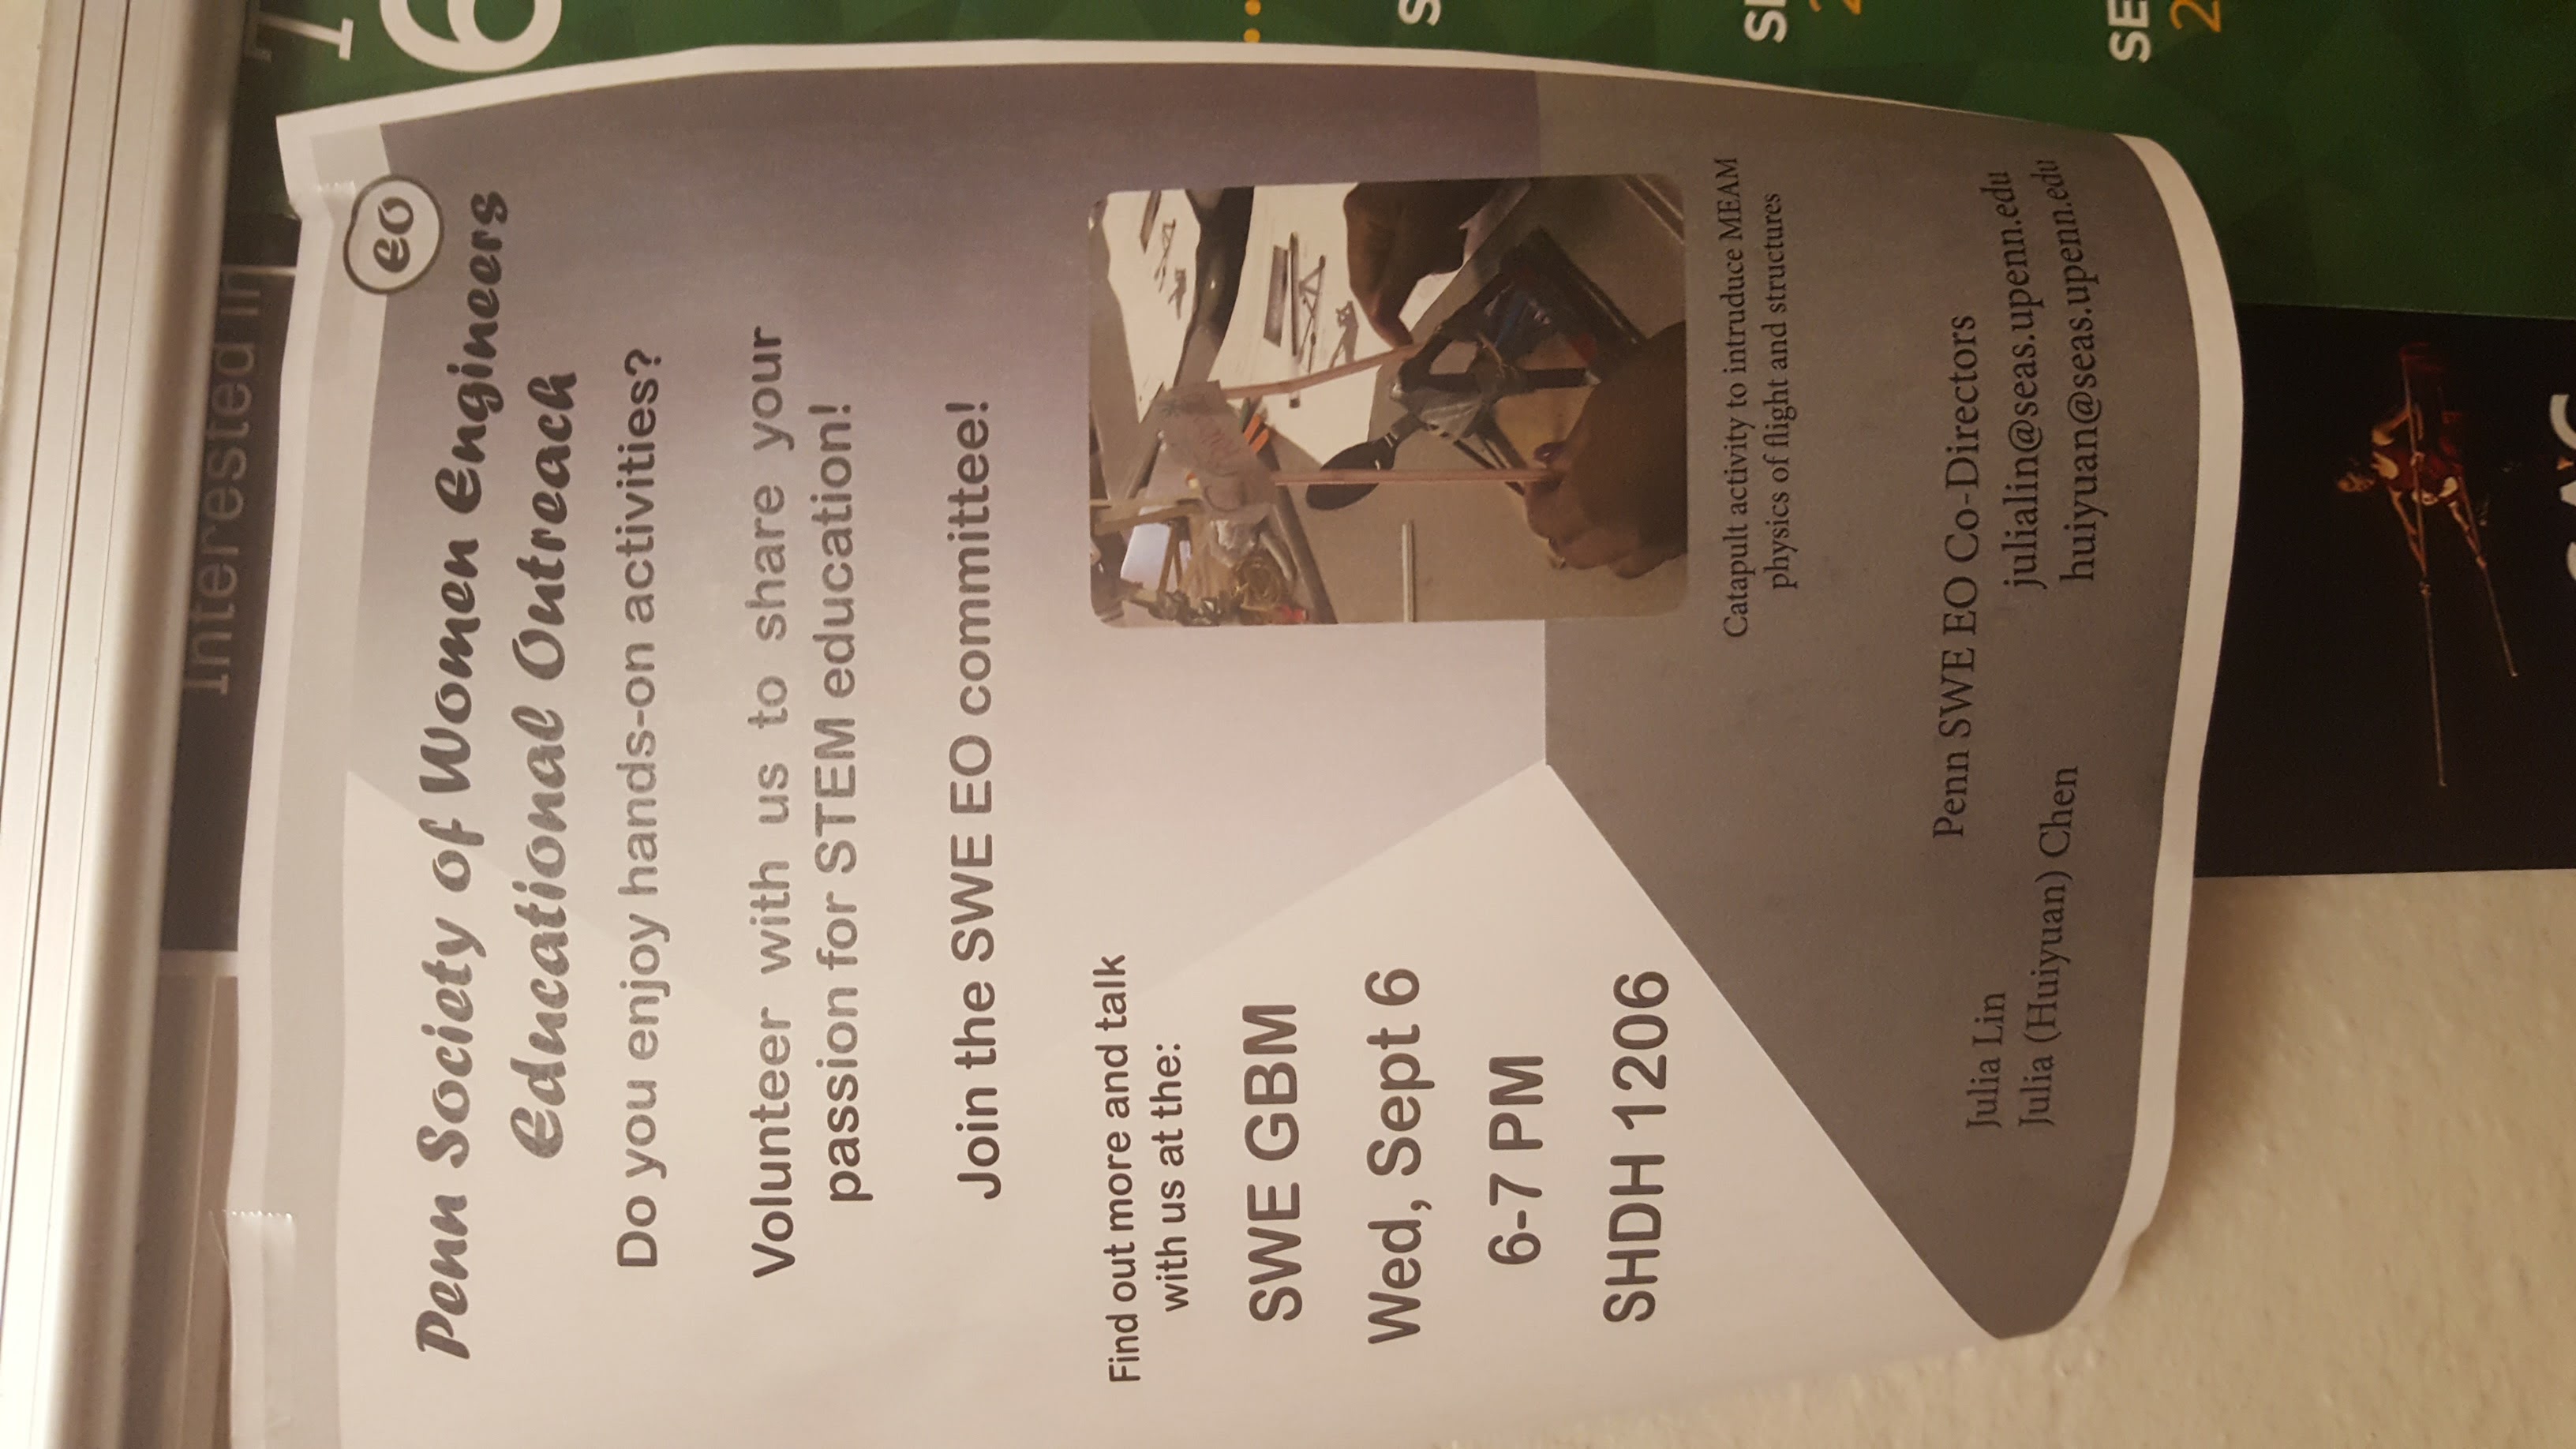 Interested in
EO
Penn Society of Women Engineers
Educational Outreach
Do you enjoy hands-on activities?
Volunteer with us to share your
passion for STEM education!
Join the SWE EO committee!
Find out more and talk
with us at the:
SWE GBM
Wed, Sept 6
6-7 PM
SHDH 1206
Catapult activity to intruduce MEAM
physics of flight and structures
Penn SWE EO Co-Directors
Julia Lin julialin@seas.upenn.edu
Julia (Huiyuan) Chen huiyuan@seas.upenn.edu
T
6
S
SE
2